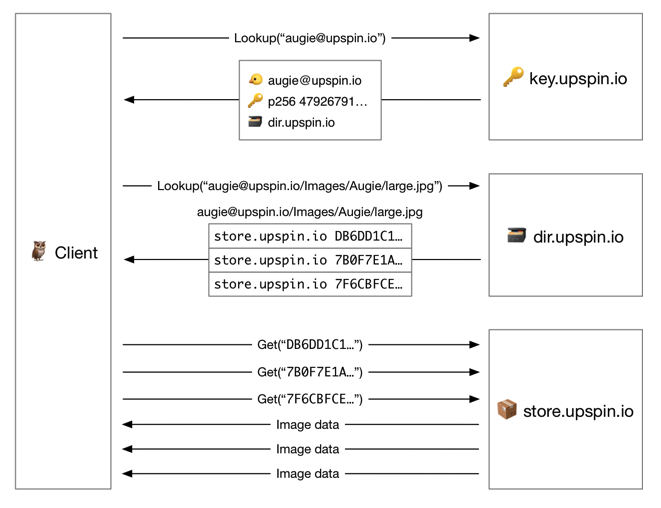 Lookup(“augie@upspin.io”)
augie@upspin.io
p256 47926791…
dir.upspin.io
key.upspin.io
Client
Lookup(“augie@upspin.io/Images/Augie/large.jpg”)
augie@upspin.io/Images/Augie/large.jpg
store.upspin.io DB6DD1C1…
store.upspin.io 7B0F7E1A…
store.upspin.io 7F6CBFCE…
dir.upspin.io
Get(“DB6DD1C1…”)
Get(“7B0F7E1A…”)
Get(“7F6CBFCE…”)
Image data
Image data
Image data
store.upspin.io